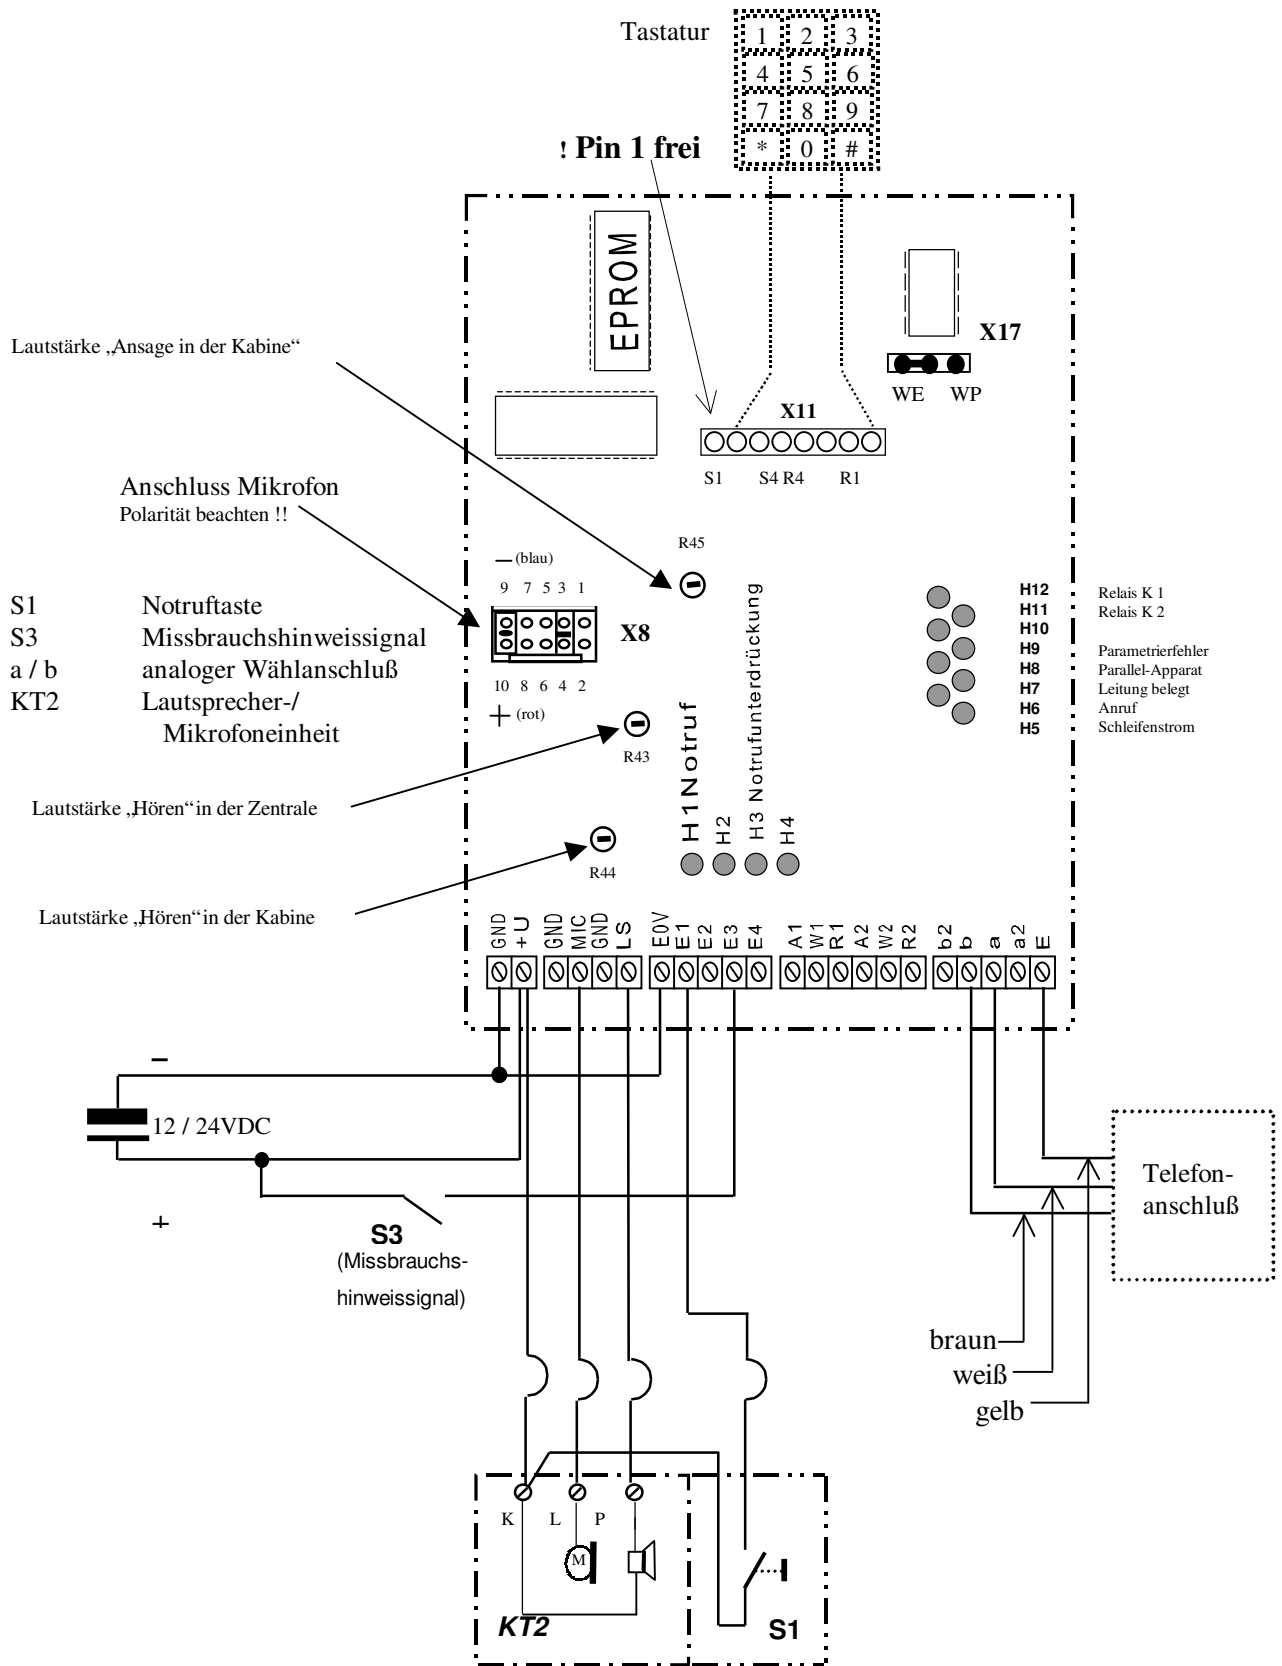 Tastatur
1 2 3
4 5 6
7 8 9
* 0 #
! Pin 1 frei
EPROM
X17
WE WP
Lautstärke „Ansage in der Kabine“
X11
S1 S4 R4 R1
Anschluss Mikrofon
Polarität beachten !!
R45
− (blau)
9 7 5 3 1
X8
10 8 6 4 2
+ (rot)
S1 Notruftaste
S3 Missbrauchshinweissignal
a / b analoger Wählanschluß
KT2 Lautsprecher-/
Mikrofoneinheit
H12 Relais K 1
H11 Relais K 2
H10
H9 Parametrierfehler
H8 Parallel-Apparat
H7 Leitung belegt
H6 Anruf
H5 Schleifenstrom
R43
Lautstärke „Hören“ in der Zentrale
H1Notruf
H2
H3 Notrufunterdrückung
H4
R44
Lautstärke „Hören“ in der Kabine
GND +U GND MIC GND LS E0V E1 E2 E3 E4 A1 W1 R1 A2 W2 R2 b2 b a a2 E
−
12 / 24VDC
+
S3
(Missbrauchs-
hinweissignal)
Telefon-
anschluß
braun
weiß
gelb
K L P
M
KT2
S1